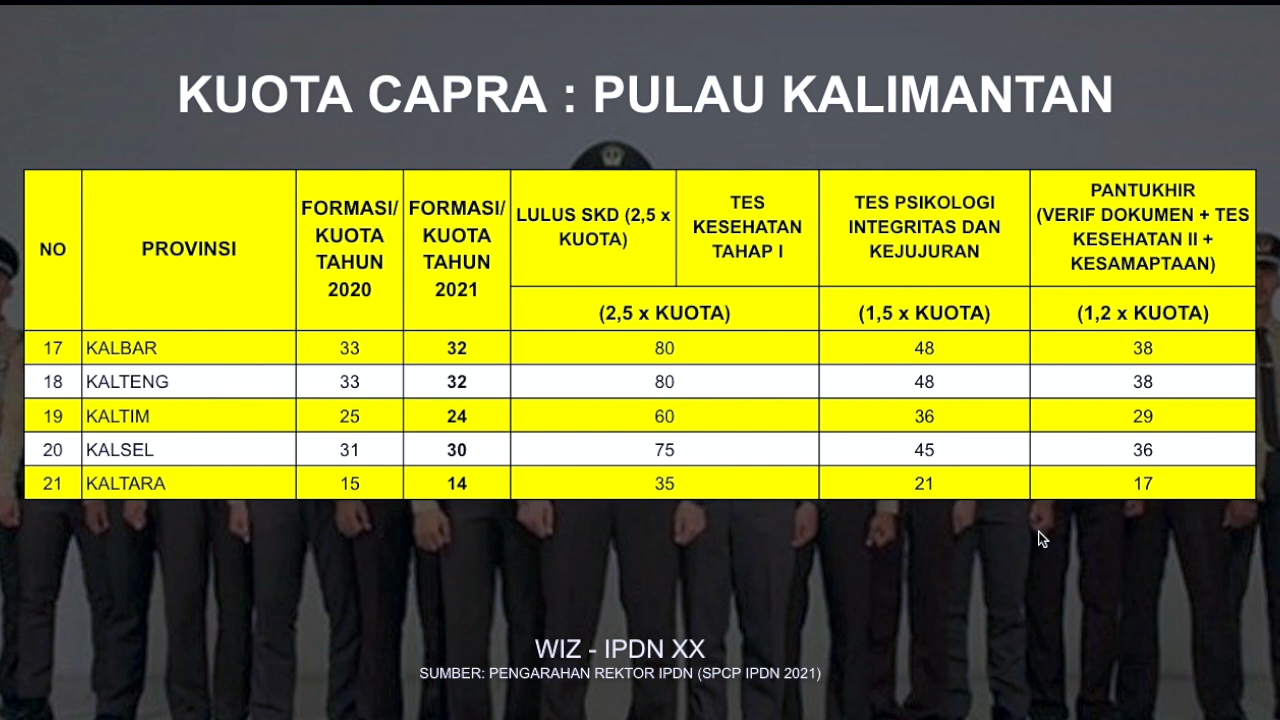 KUOTA CAPRA : PULAU KALIMANTAN
NO
PROVINSI
FORMASI/
KUOTA
TAHUN
2020
FORMASI/
KUOTA
TAHUN
2021
LULUS SKD (2,5 x
KUOTA)
TES
KESEHATAN
TAHAP I
TES PSIKOLOGI
INTEGRITAS DAN
KEJUJURAN
PANTUKHIR
(VERIF DOKUMEN + TES
KESEHATAN II +
KESAMAPTAAN)
(2,5 x KUOTA) (1,5 x KUOTA) (1,2 x KUOTA)
17 KALBAR 33 32 80 48 38
18 KALTENG 33 32 80 48 38
19 KALTIM 25 24 60 36 29
20 KALSEL 31 30 75 45 36
21 KALTARA 15 14 35 21 17
WIZ - IPDN XX
SUMBER: PENGARAHAN REKTOR IPDN (SPCP IPDN 2021)